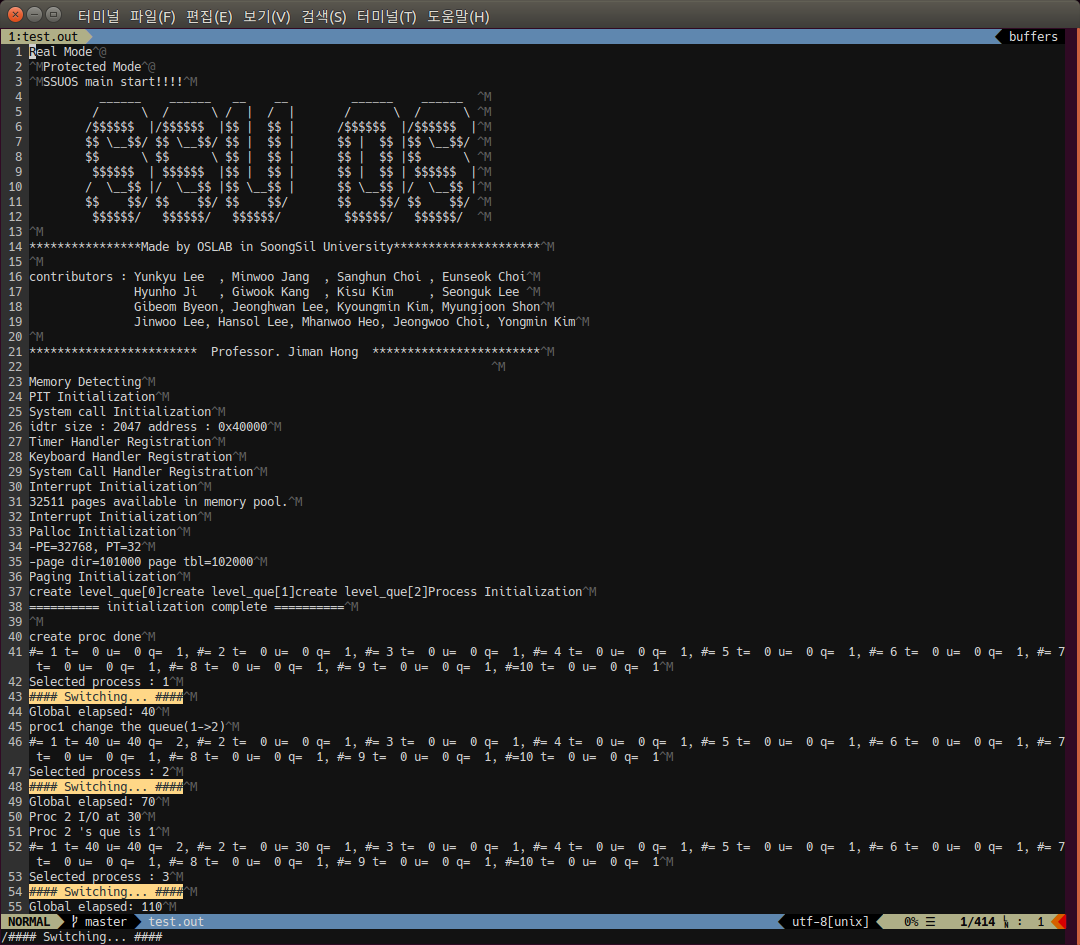 터미널 파일(F) 편집(E) 보기(V) 검색(S) 터미널(T) 도움말(H)
1:test.out buffers
1 Real Mode^@
2 ^MProtected Mode^@
3 ^MSSUOS main start!!!!^M
4           ______    ______   __    __         ______    ______  ^M
5          /      \  /      \ /  |  /  |       /      \  /      \ ^M
6         /$$$$$$  |/$$$$$$  |$$ |  $$ |      /$$$$$$  |/$$$$$$  |^M
7         $$ \__$$/ $$ \__$$/ $$ |  $$ |      $$ |  $$ |$$ \__$$/ ^M
8         $$      \ $$      \ $$ |  $$ |      $$ |  $$ |$$      \ ^M
9          $$$$$$  | $$$$$$  |$$ |  $$ |      $$ |  $$ | $$$$$$  |^M
10        /  \__$$ |/  \__$$ |$$ \__$$ |      $$ \__$$ |/  \__$$ |^M
11        $$    $$/ $$    $$/ $$    $$/       $$    $$/ $$    $$/ ^M
12         $$$$$$/   $$$$$$/   $$$$$$/         $$$$$$/   $$$$$$/  ^M
13 ^M
14 ****************Made by OSLAB in SoongSil University*********************^M
15 ^M
16 contributors : Yunkyu Lee  , Minwoo Jang  , Sanghun Choi , Eunseok Choi^M
17                Hyunho Ji   , Giwook Kang  , Kisu Kim     , Seonguk Lee ^M
18                Gibeom Byeon, Jeonghwan Lee, Kyoungmin Kim, Myungjoon Shon^M
19                Jinwoo Lee, Hansol Lee, Mhanwoo Heo, Jeongwoo Choi, Yongmin Kim^M
20 ^M
21 ************************  Professor. Jiman Hong  ************************^M
22                                                                    ^M
23 Memory Detecting^M
24 PIT Initialization^M
25 System call Initialization^M
26 idtr size : 2047 address : 0x40000^M
27 Timer Handler Registration^M
28 Keyboard Handler Registration^M
29 System Call Handler Registration^M
30 Interrupt Initialization^M
31 32511 pages available in memory pool.^M
32 Interrupt Initialization^M
33 Palloc Initialization^M
34 -PE=32768, PT=32^M
35 -page dir=101000 page tbl=102000^M
36 Paging Initialization^M
37 create level_que[0]create level_que[1]create level_que[2]Process Initialization^M
38 ========== initialization complete ==========^M
39 ^M
40 create proc done^M
41 #= 1 t=  0 u=  0 q=  1, #= 2 t=  0 u=  0 q=  1, #= 3 t=  0 u=  0 q=  1, #= 4 t=  0 u=  0 q=  1, #= 5 t=  0 u=  0 q=  1, #= 6 t=  0 u=  0 q=  1, #= 7
t=  0 u=  0 q=  1, #= 8 t=  0 u=  0 q=  1, #= 9 t=  0 u=  0 q=  1, #=10 t=  0 u=  0 q=  1^M
42 Selected process : 1^M
43 #### Switching... ####^M
44 Global elapsed: 40^M
45 proc1 change the queue(1->2)^M
46 #= 1 t= 40 u= 40 q=  2, #= 2 t=  0 u=  0 q=  1, #= 3 t=  0 u=  0 q=  1, #= 4 t=  0 u=  0 q=  1, #= 5 t=  0 u=  0 q=  1, #= 6 t=  0 u=  0 q=  1, #= 7
t=  0 u=  0 q=  1, #= 8 t=  0 u=  0 q=  1, #= 9 t=  0 u=  0 q=  1, #=10 t=  0 u=  0 q=  1^M
47 Selected process : 2^M
48 #### Switching... ####^M
49 Global elapsed: 70^M
50 Proc 2 I/O at 30^M
51 Proc 2 's que is 1^M
52 #= 1 t= 40 u= 40 q=  2, #= 2 t=  0 u= 30 q=  1, #= 3 t=  0 u=  0 q=  1, #= 4 t=  0 u=  0 q=  1, #= 5 t=  0 u=  0 q=  1, #= 6 t=  0 u=  0 q=  1, #= 7
t=  0 u=  0 q=  1, #= 8 t=  0 u=  0 q=  1, #= 9 t=  0 u=  0 q=  1, #=10 t=  0 u=  0 q=  1^M
53 Selected process : 3^M
54 #### Switching... ####^M
55 Global elapsed: 110^M
NORMAL master test.out utf-8[unix] 0% ☰ 1/414 ㏑ : 1
/#### Switching... ####